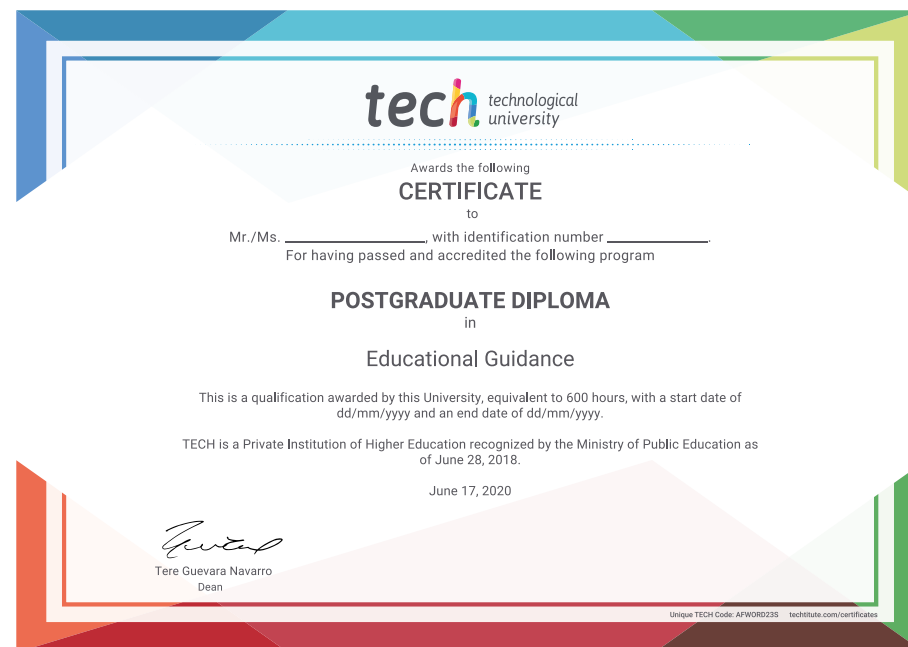 tech technological
university
Awards the following
CERTIFICATE
to
Mr./Ms. ____________________, with identification number ______________.
For having passed and accredited the following program
POSTGRADUATE DIPLOMA
in
Educational Guidance
This is a qualification awarded by this University, equivalent to 600 hours, with a start date of
dd/mm/yyyy and an end date of dd/mm/yyyy.
TECH is a Private Institution of Higher Education recognized by the Ministry of Public Education as
of June 28, 2018.
June 17, 2020
Tere Guevara Navarro
Dean
Unique TECH Code: AFWORD23S techtitute.com/certificates